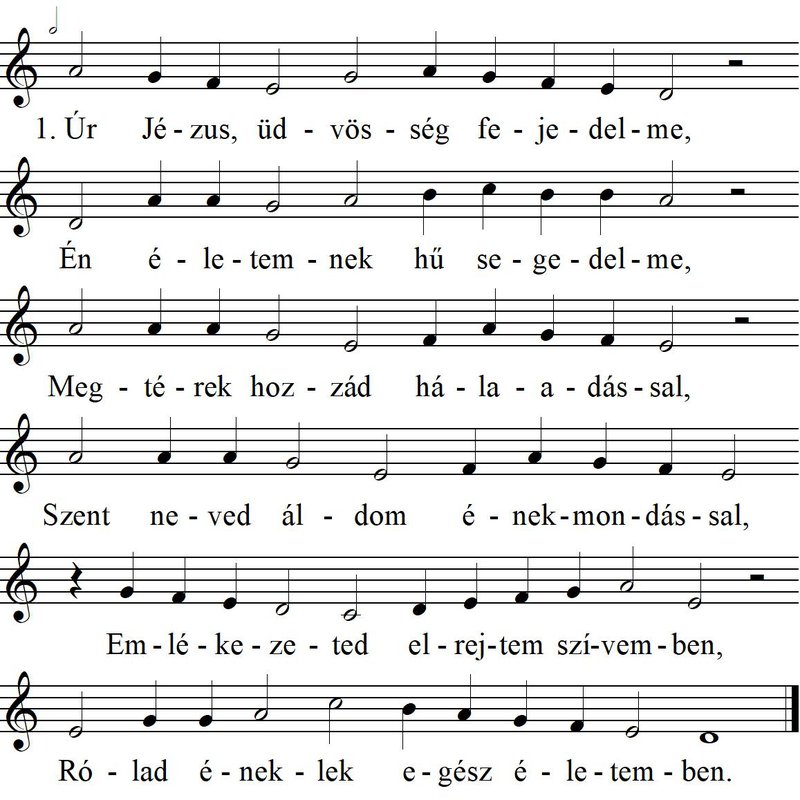 1. Úr Jé - zus, üd - vös - ség fe - je - del - me,
Én é - le - tem - nek hű se - ge - del - me,
Meg - té - rek hoz - zád há - la - a - dás - sal,
Szent ne - ved ál - dom é - nek - mon - dás - sal,
Em - lé - ke - ze - ted el - rej - tem szí - vem - ben,
Ró - lad é - nek - lek e - gész é - le - tem - ben.